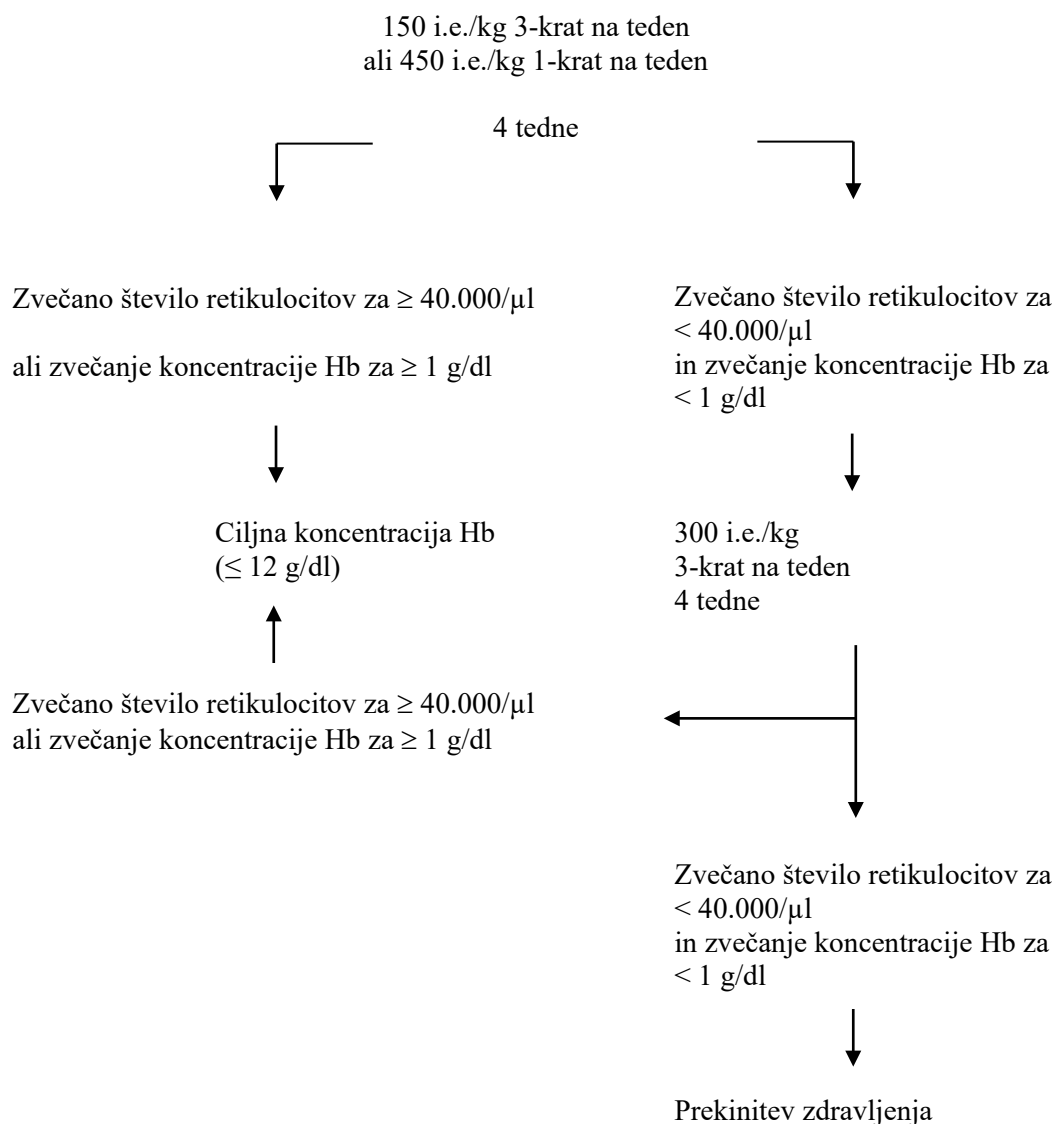 150 i.e./kg 3-krat na teden
ali 450 i.e./kg 1-krat na teden
4 tedne
Zvečano število retikulocitov za ≥ 40.000/µl
ali zvečanje koncentracije Hb za ≥ 1 g/dl
Zvečano število retikulocitov za
< 40.000/µl
in zvečanje koncentracije Hb za
< 1 g/dl
Ciljna koncentracija Hb
(≤ 12 g/dl)
300 i.e./kg
3-krat na teden
4 tedne
Zvečano število retikulocitov za ≥ 40.000/µl
ali zvečanje koncentracije Hb za ≥ 1 g/dl
Zvečano število retikulocitov za
< 40.000/µl
in zvečanje koncentracije Hb za
< 1 g/dl
Prekinitev zdravljenja